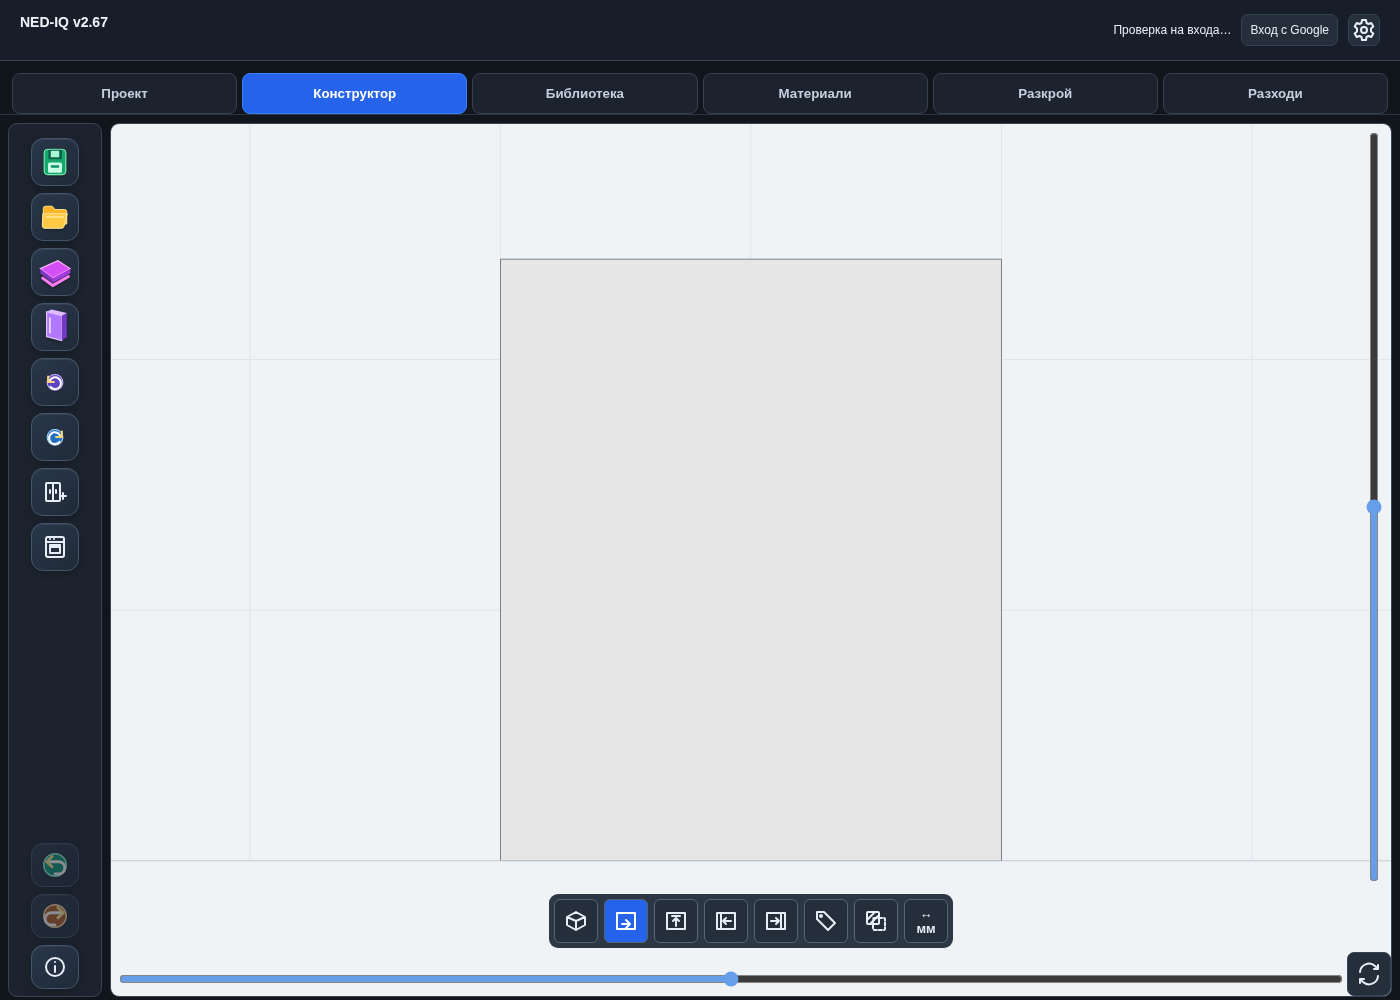 NED-IQ v2.67
Проверка на входа…
Вход с Google
Проект
Конструктор
Библиотека
Материали
Разкрой
Разходи
↔
мм